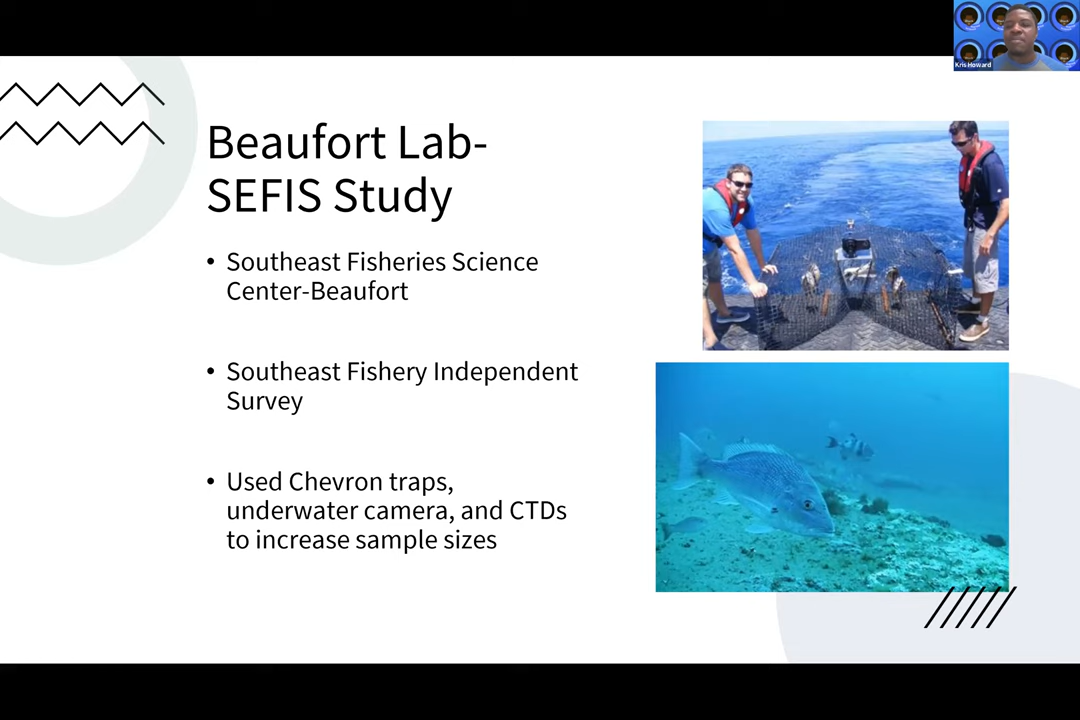 Kris Howard
Beaufort Lab-
SEFIS Study
• Southeast Fisheries Science
Center-Beaufort
• Southeast Fishery Independent
Survey
• Used Chevron traps,
underwater camera, and CTDs
to increase sample sizes